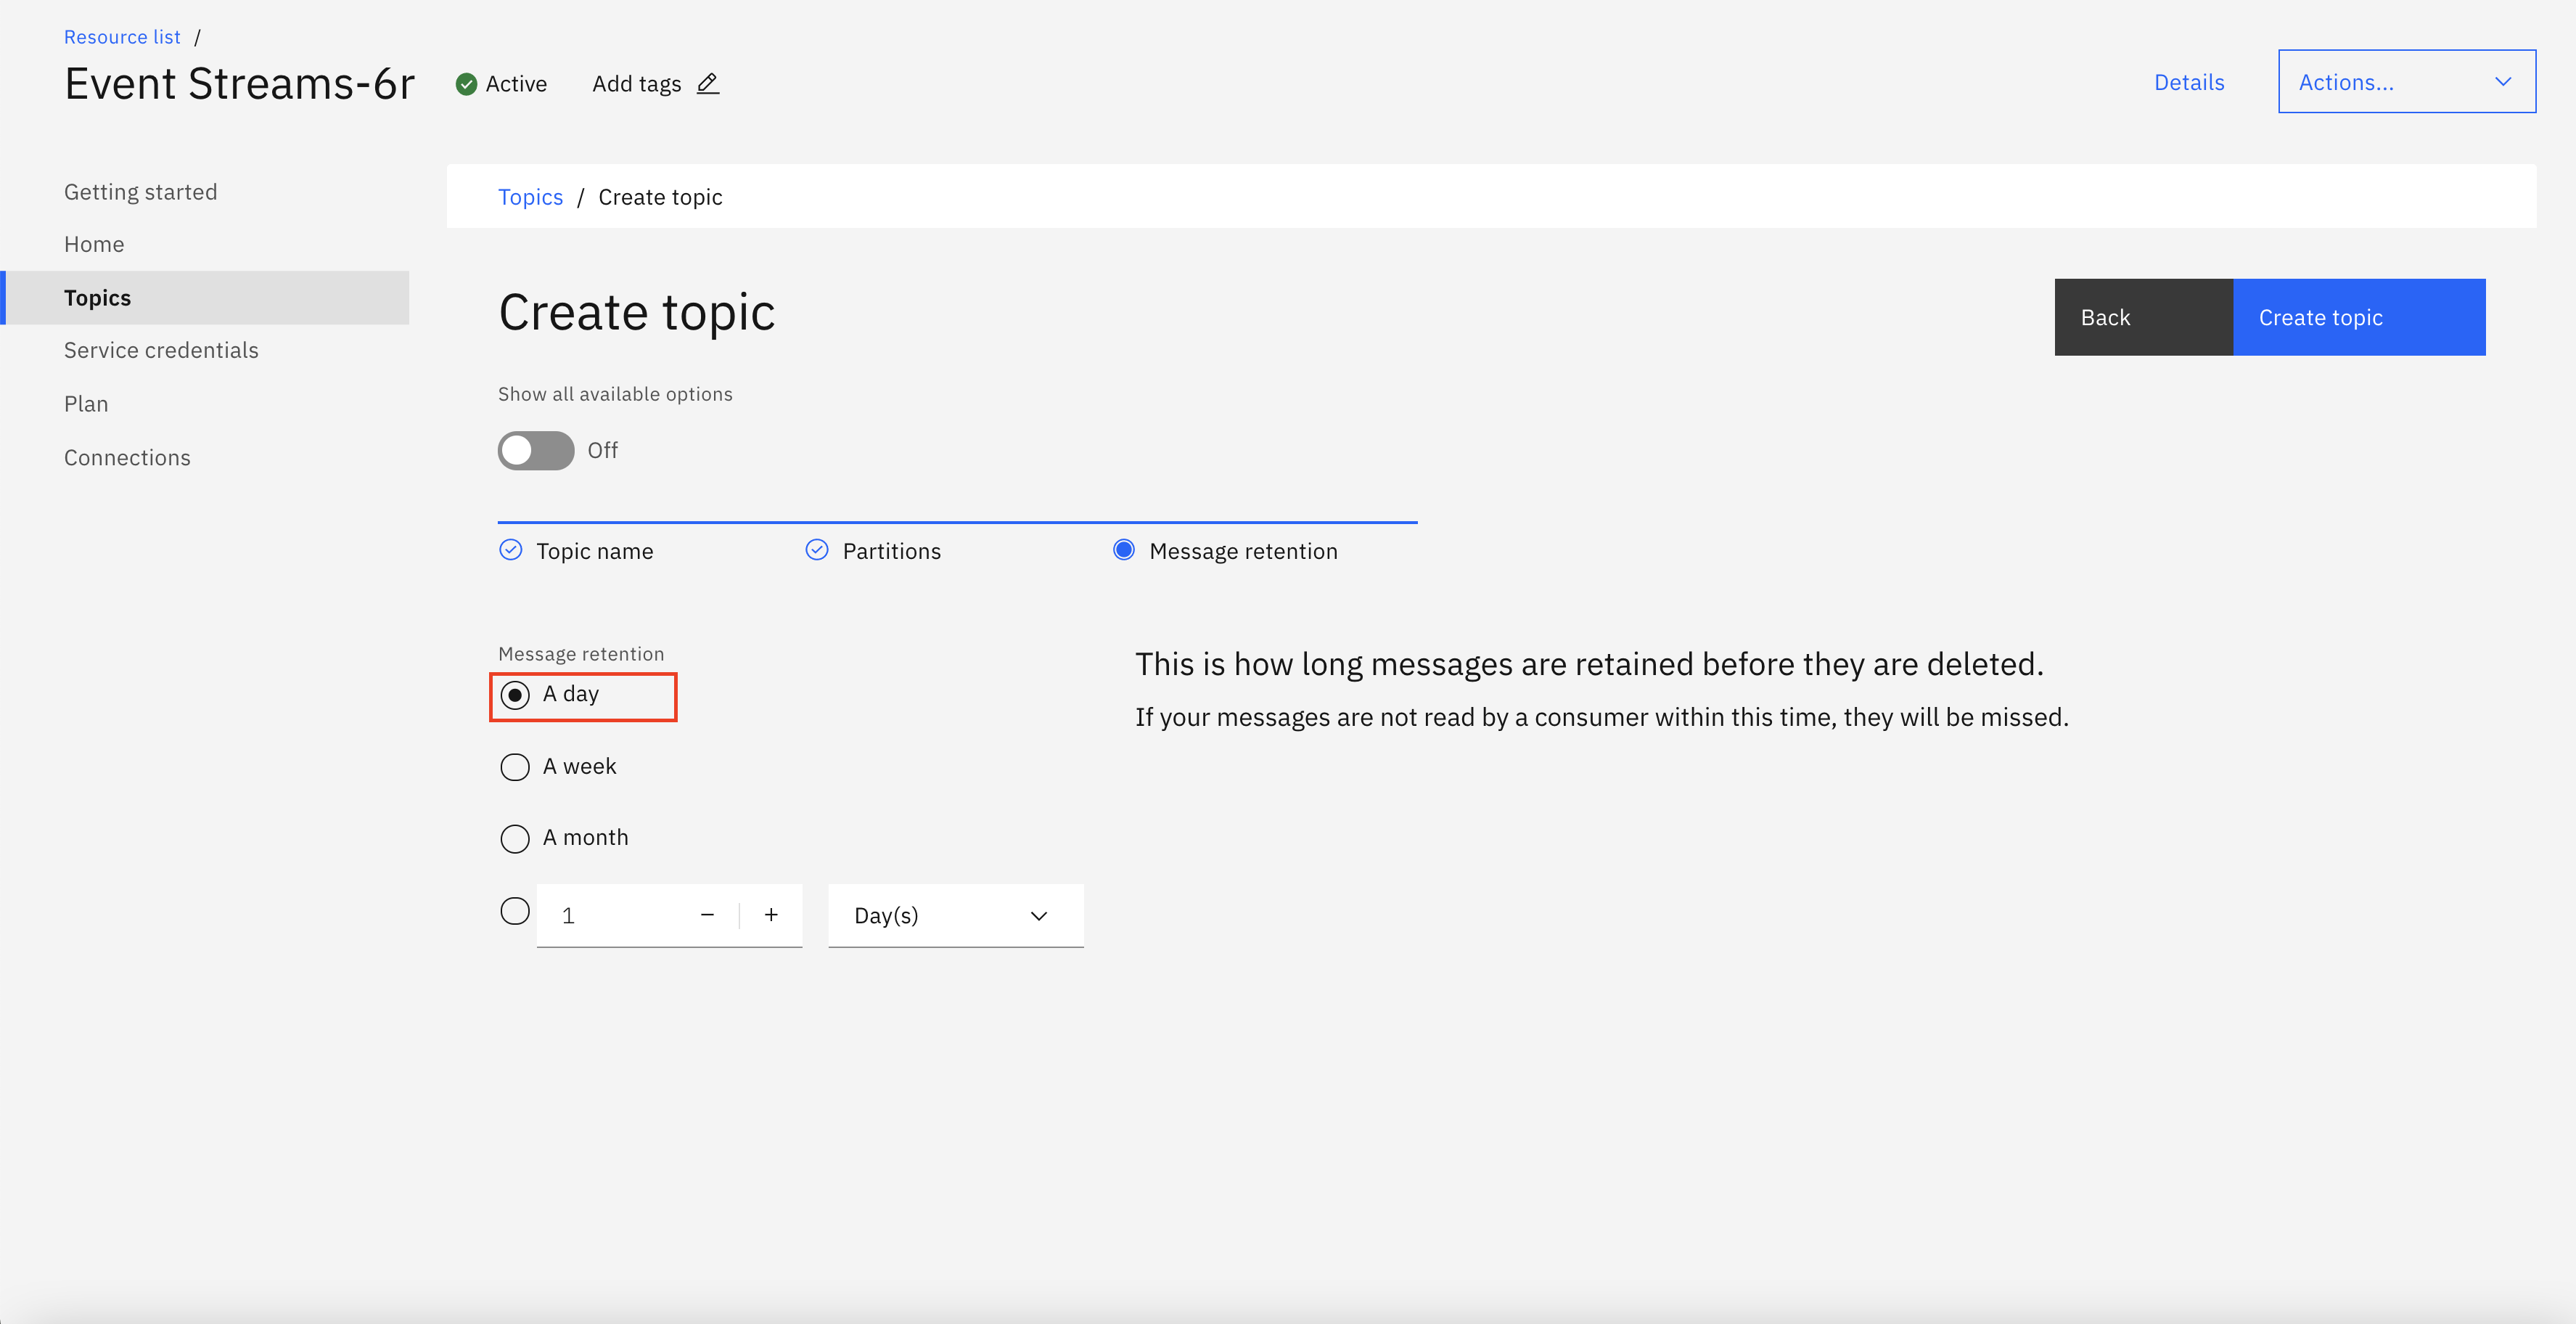 Resource list /
Event Streams-6r
Active
Add tags
Details
Actions...
Getting started
Home
Topics
Service credentials
Plan
Connections
Topics / Create topic
Create topic
Back
Create topic
Show all available options
Off
Topic name
Partitions
Message retention
Message retention
A day
A week
A month
1
Day(s)
This is how long messages are retained before they are deleted.
If your messages are not read by a consumer within this time, they will be missed.